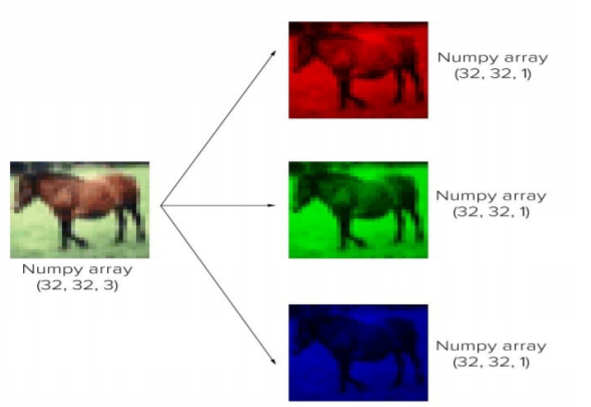 Numpy array
(32, 32, 1)
Numpy array
(32, 32, 1)
Numpy array
(32, 32, 3)
Numpy array
(32, 32, 1)